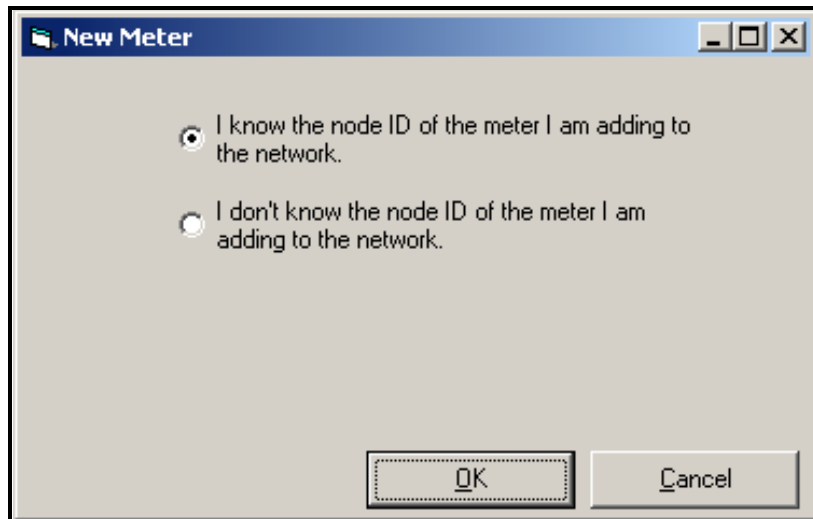 New Meter
I know the node ID of the meter I am adding to
the network.
I don't know the node ID of the meter I am
adding to the network.
OK
Cancel